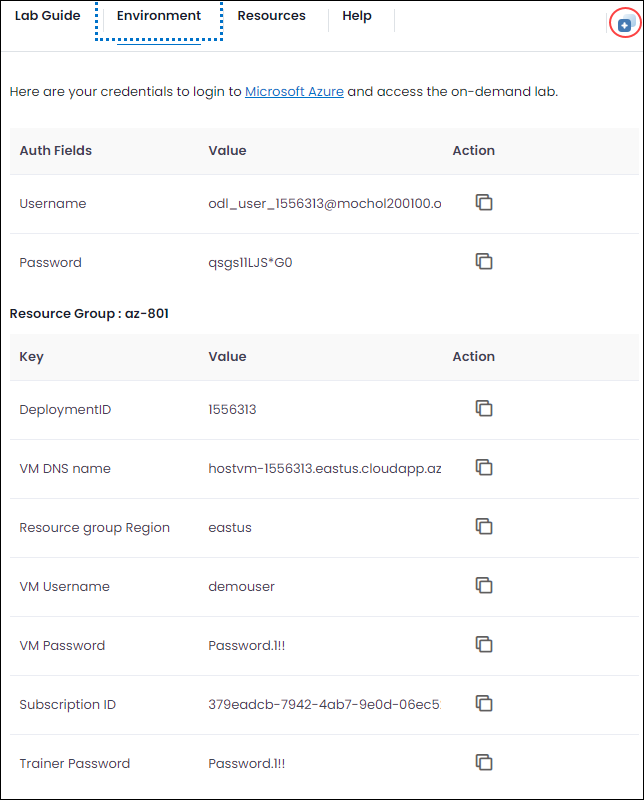 Lab Guide Environment Resources Help
Here are your credentials to login to Microsoft Azure and access the on-demand lab.
Auth Fields Value Action
Username odl_user_1556313@mochol200100.o
Password qsgs11LJS*G0
Resource Group : az-801
Key Value Action
DeploymentID 1556313
VM DNS name hostvm-1556313.eastus.cloudapp.az
Resource group Region eastus
VM Username demouser
VM Password Password.1!!
Subscription ID 379eadcb-7942-4ab7-9e0d-06ec5
Trainer Password Password.1!!